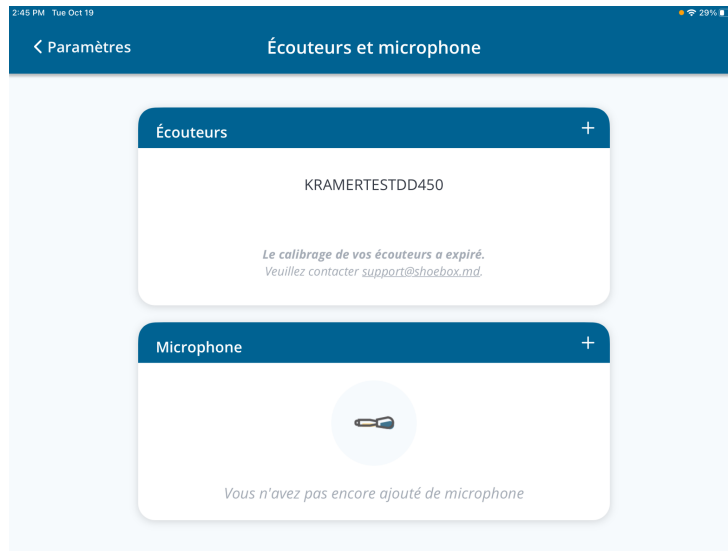 2:45 PM Tue Oct 19
29%
Paramètres
Écouteurs et microphone
Écouteurs
+
KRAMERTESTDD450
Le calibrage de vos écouteurs a expiré.
Veuillez contacter support@shoebox.md.
Microphone
+
Vous n'avez pas encore ajouté de microphone